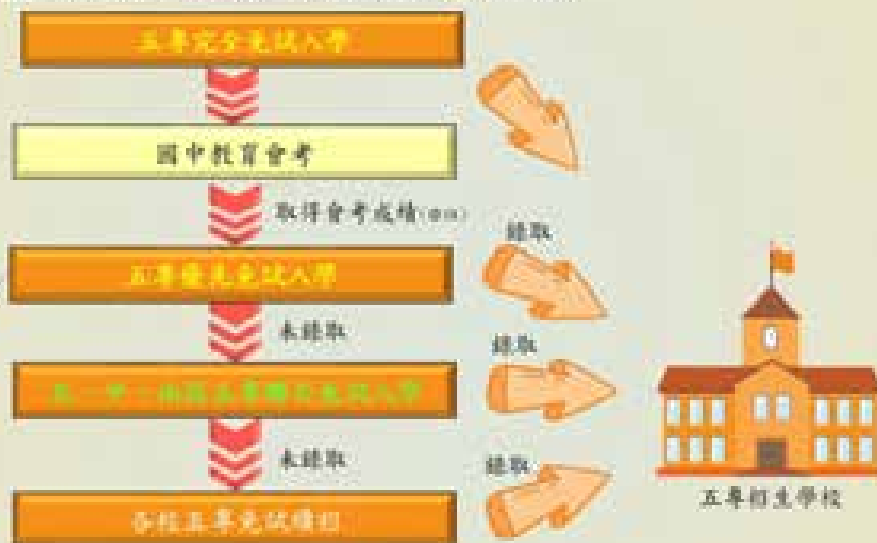 五專完全免試入學
國中教育會考
取得會考成績
錄取
五專優先免試入學
未錄取
錄取
北、中、南區五專聯合免試入學
未錄取
錄取
各校五專免試續招
五專招生學校